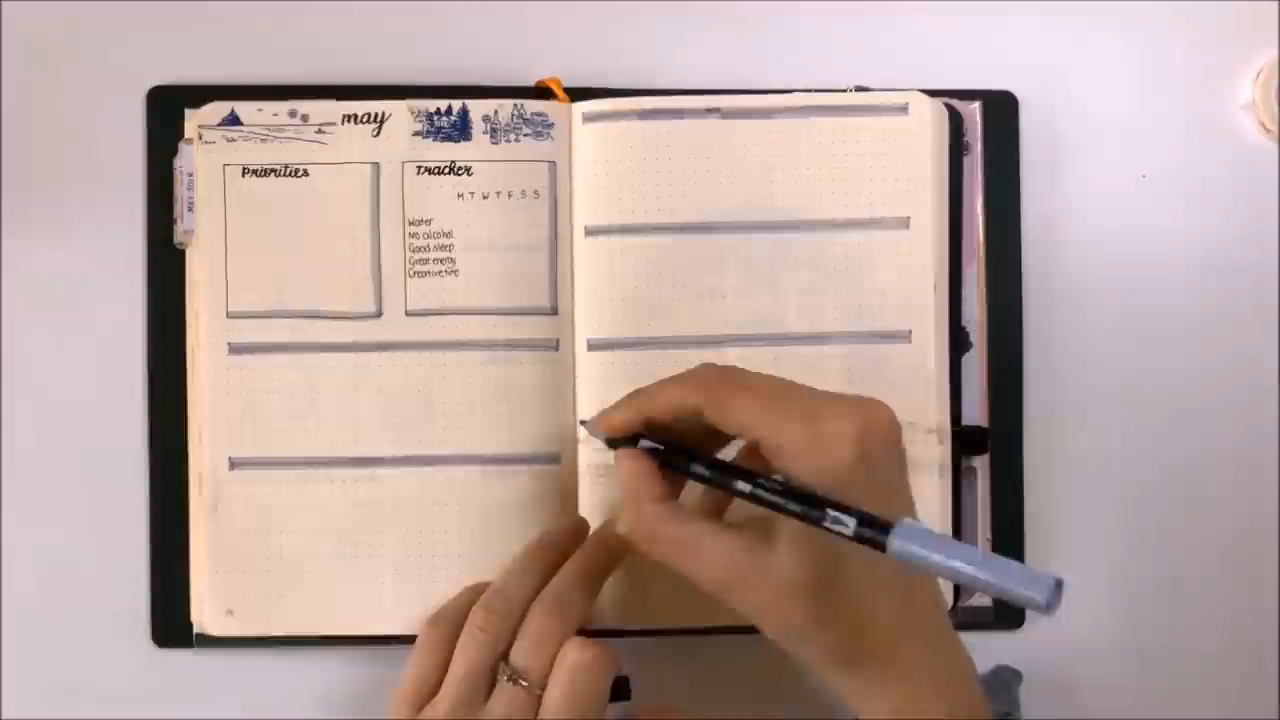 may
Priorities
Tracker
M T W T F S S
Water
No alcohol
Good sleep
Great energy
Creative time